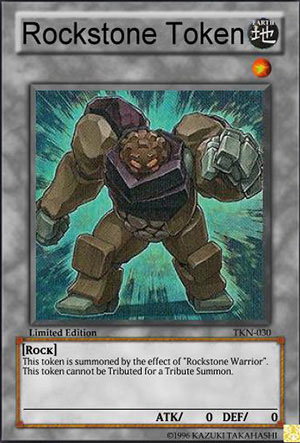 Rockstone Token
EARTH
地
Limited Edition TKN-030
[Rock]
This token is summoned by the effect of "Rockstone Warrior".
This token cannot be Tributed for a Tribute Summon.
ATK/ 0 DEF/ 0
©1996 KAZUKI TAKAHASHI